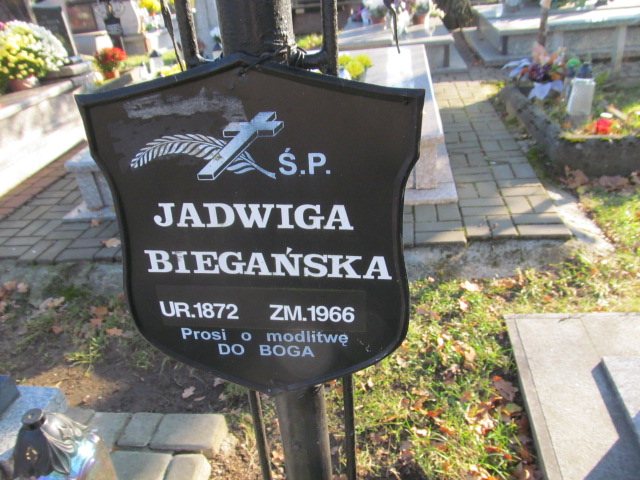 Ś.P.
JADWIGA
BIEGAŃSKA
UR.1872 ZM.1966
Prosi o modlitwę
DO BOGA